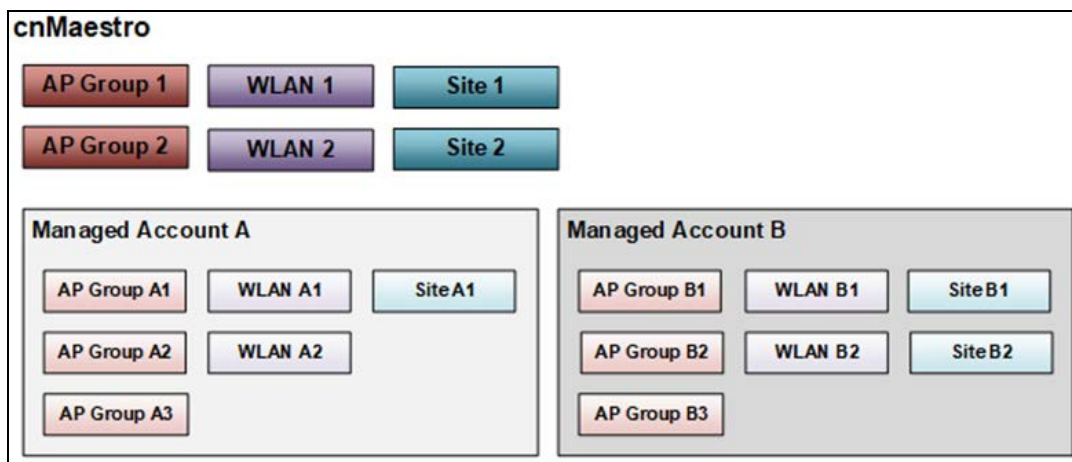 cnMaestro
AP Group 1 WLAN 1 Site 1
AP Group 2 WLAN 2 Site 2
Managed Account A
AP Group A1 WLAN A1 Site A1
AP Group A2 WLAN A2
AP Group A3
Managed Account B
AP Group B1 WLAN B1 Site B1
AP Group B2 WLAN B2 Site B2
AP Group B3